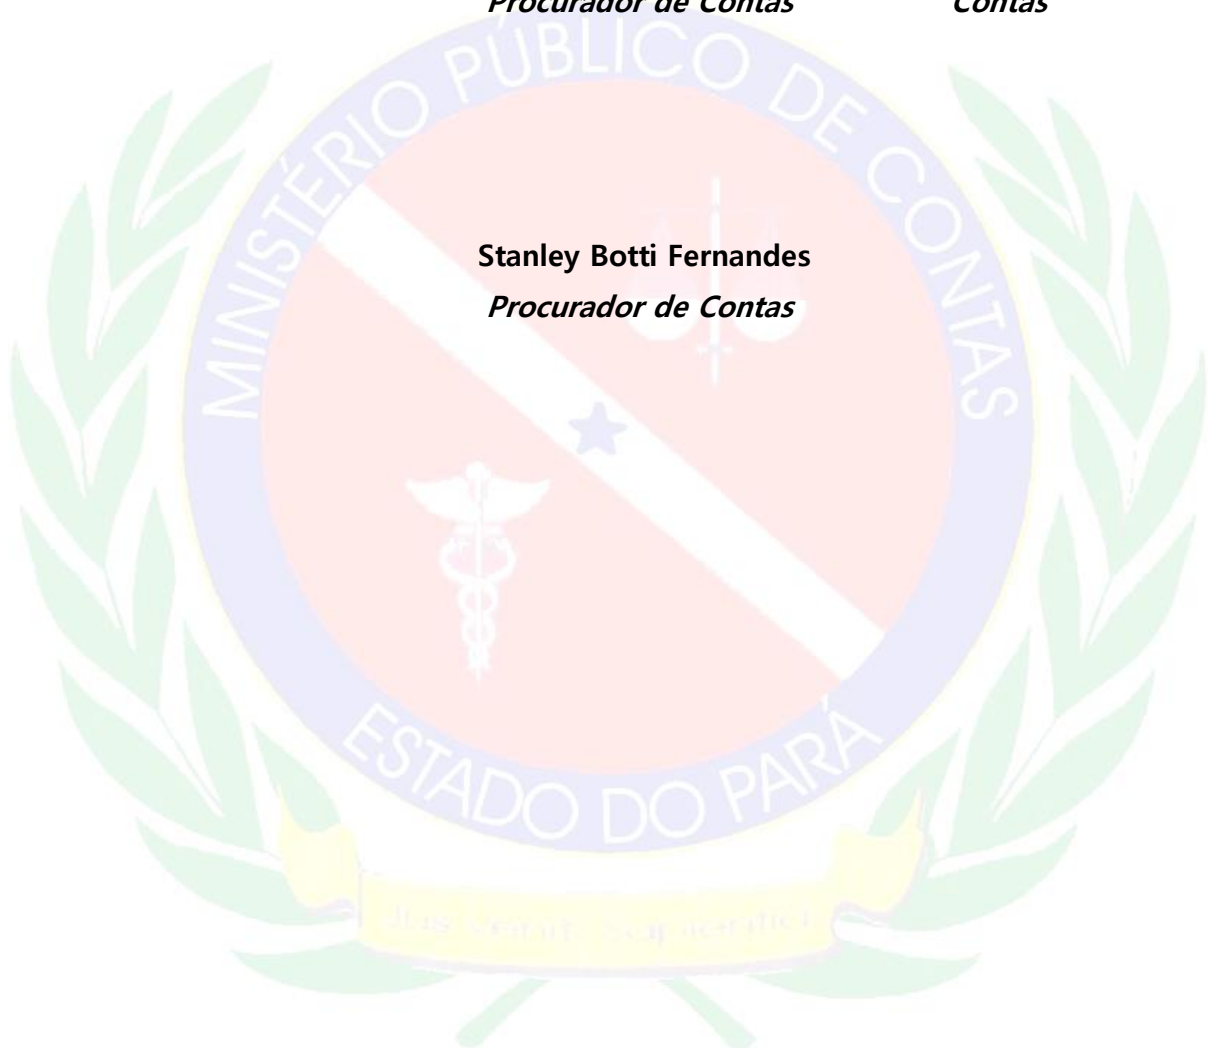 Procurador de Contas Contas
MINISTÉRIO PÚBLICO DE CONTAS
Stanley Botti Fernandes
Procurador de Contas
ESTADO DO PARÁ